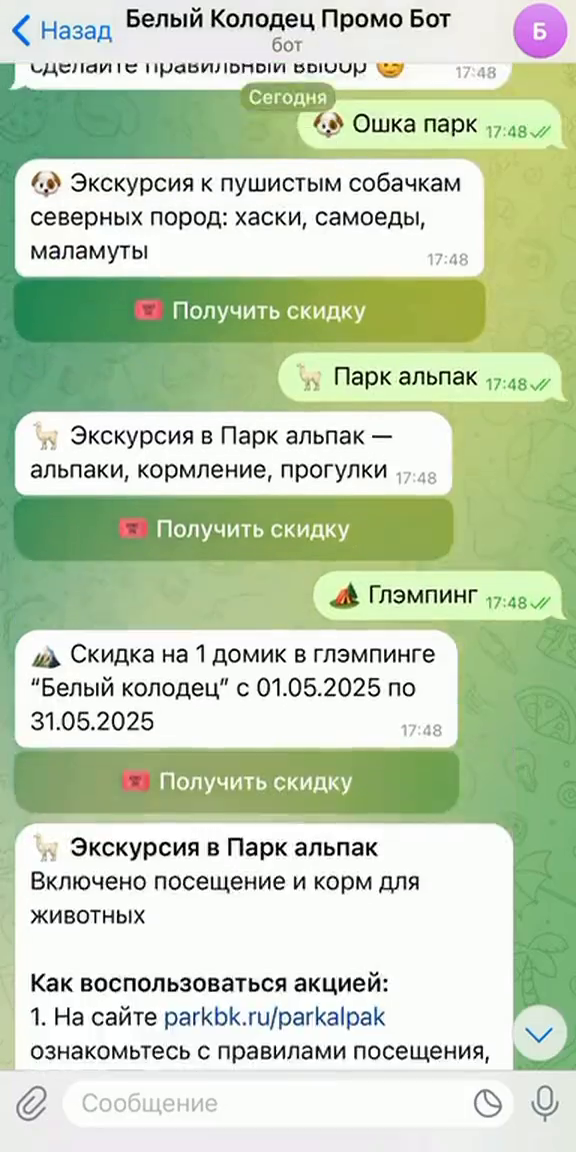 Назад
Белый Колодец Промо Бот
бот
Б
сделайте правильный выбор 17:48
Сегодня
Ошка парк 17:48
Экскурсия к пушистым собачкам
северных пород: хаски, самоеды,
маламуты 17:48
Получить скидку
Парк альпак 17:48
Экскурсия в Парк альпак —
альпаки, кормление, прогулки 17:48
Получить скидку
Глэмпинг 17:48
Скидка на 1 домик в глэмпинге
“Белый колодец” с 01.05.2025 по
31.05.2025 17:48
Получить скидку
Экскурсия в Парк альпак
Включено посещение и корм для
животных
Как воспользоваться акцией:
1. На сайте parkbk.ru/parkalpak
ознакомьтесь с правилами посещения,
Сообщение